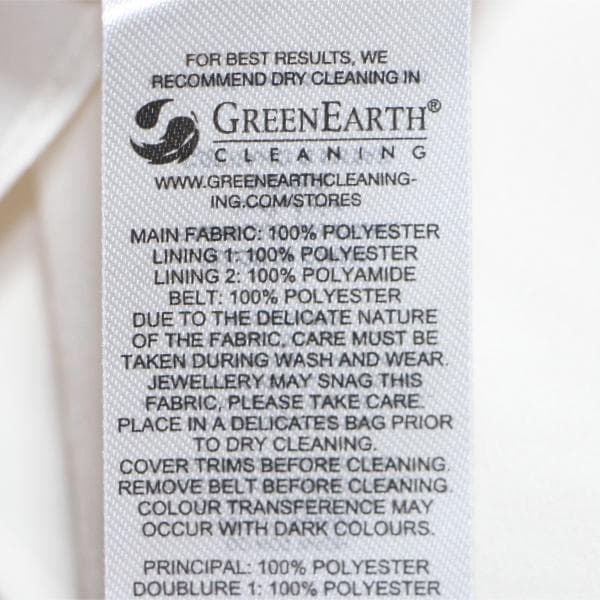 FOR BEST RESULTS, WE
RECOMMEND DRY CLEANING IN
GREENEARTH®
CLEANING
WWW.GREENEARTHCLEANING-
ING.COM/STORES
MAIN FABRIC: 100% POLYESTER
LINING 1: 100% POLYESTER
LINING 2: 100% POLYAMIDE
BELT: 100% POLYESTER
DUE TO THE DELICATE NATURE
OF THE FABRIC, CARE MUST BE
TAKEN DURING WASH AND WEAR.
JEWELLERY MAY SNAG THIS
FABRIC, PLEASE TAKE CARE.
PLACE IN A DELICATES BAG PRIOR
TO DRY CLEANING.
COVER TRIMS BEFORE CLEANING.
REMOVE BELT BEFORE CLEANING.
COLOUR TRANSFERENCE MAY
OCCUR WITH DARK COLOURS.
PRINCIPAL: 100% POLYESTER
DOUBLURE 1: 100% POLYESTER